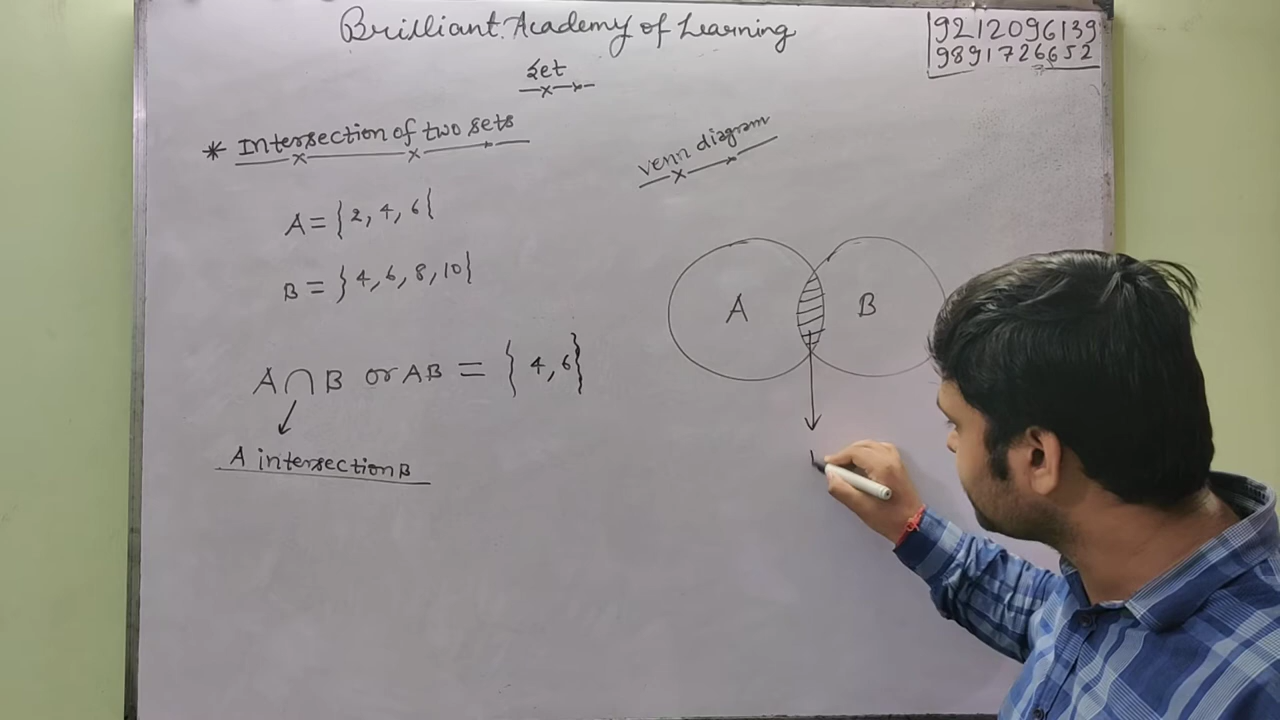 Brilliant Academy of Learning
9212096139
9891726652
Set
* Intersection of two sets
venn diagram
A = {2, 4, 6}
B = {4, 6, 8, 10}
A B
A ∩ B or AB = {4, 6}
A intersection B